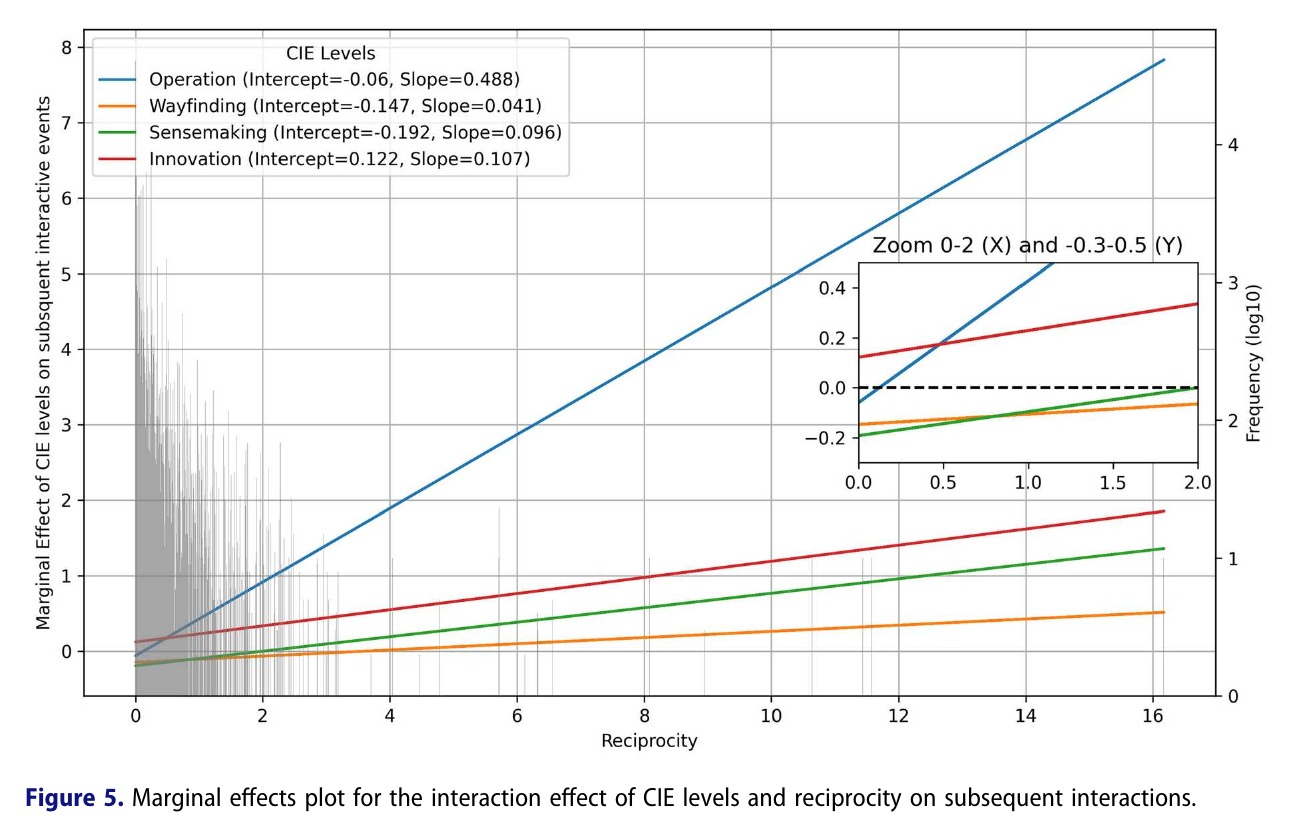 CIE Levels
Operation (Intercept=-0.06, Slope=0.488)
Wayfinding (Intercept=-0.147, Slope=0.041)
Sensemaking (Intercept=-0.192, Slope=0.096)
Innovation (Intercept=0.122, Slope=0.107)
Marginal Effect of CIE levels on subsquent interactive events
8
7
6
5
4
3
2
1
0
Zoom 0-2 (X) and -0.3-0.5 (Y)
0.4
0.2
0.0
−0.2
0.0 0.5 1.0 1.5 2.0
4
3
2
1
0
Frequency (log10)
0 2 4 6 8 10 12 14 16
Reciprocity
Figure 5. Marginal effects plot for the interaction effect of CIE levels and reciprocity on subsequent interactions.